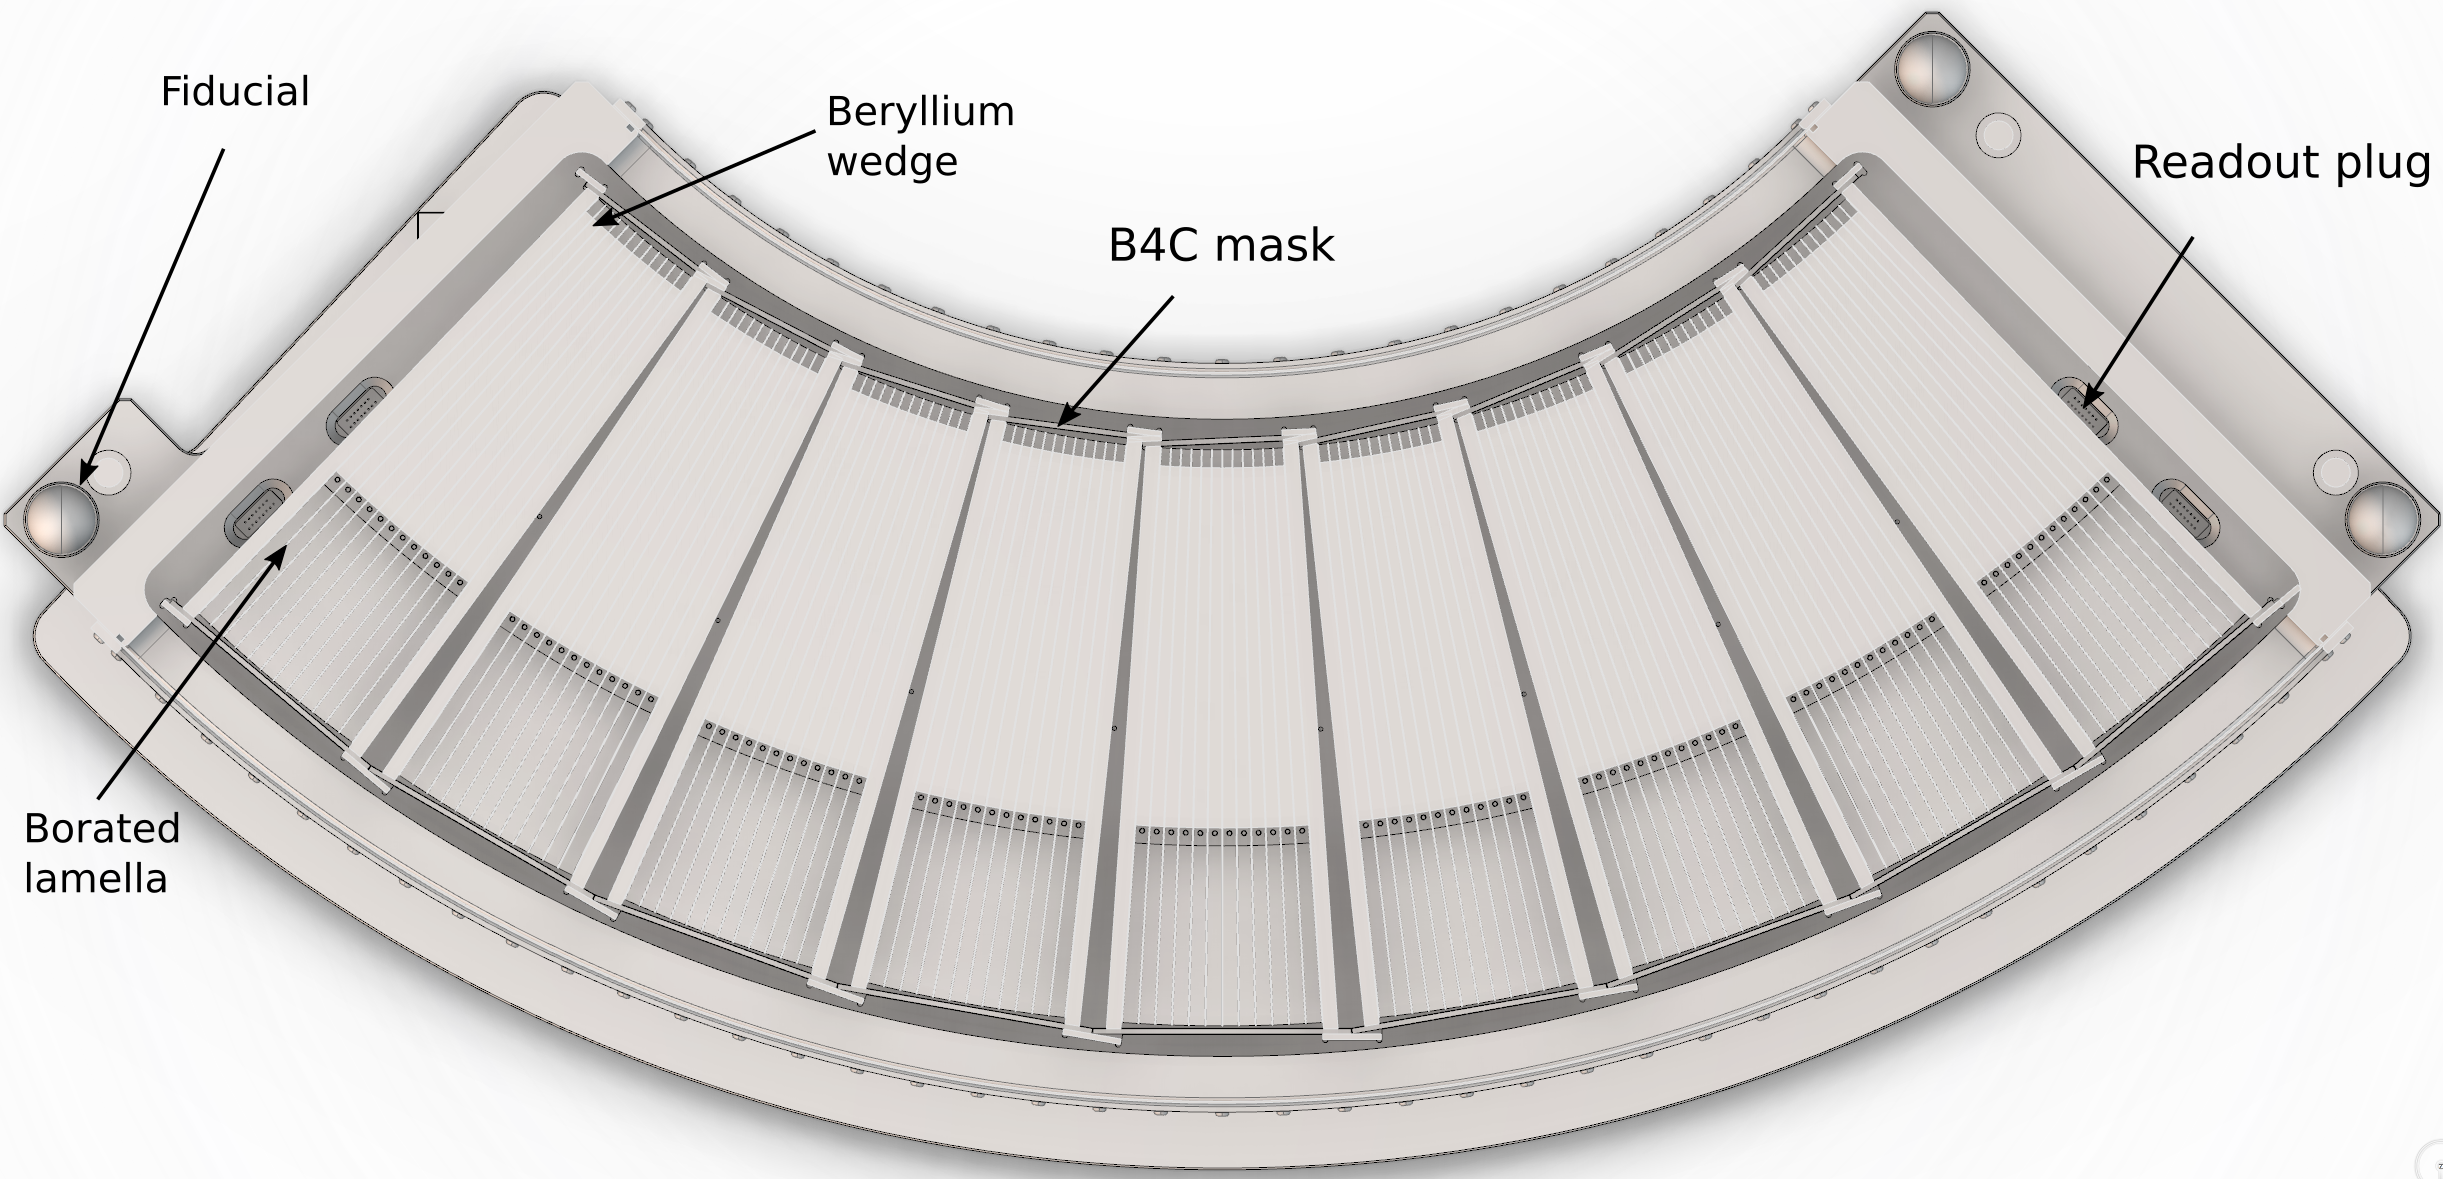 Fiducial
Beryllium
wedge
B4C mask
Readout plug
Borated
lamella
z